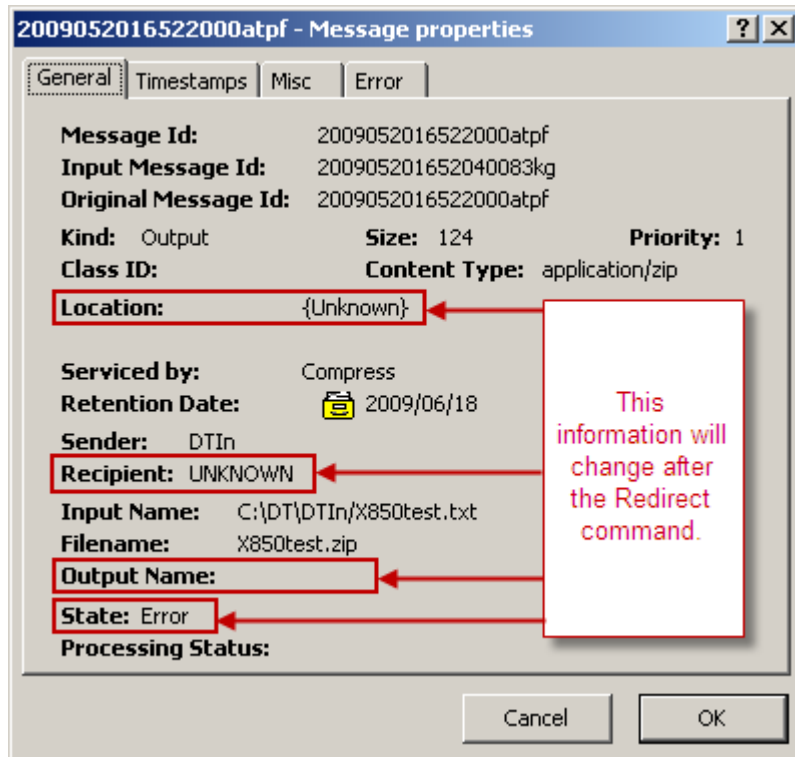 2009052016522000atpf - Message properties
General Timestamps Misc Error
Message Id: 2009052016522000atpf
Input Message Id: 200905201652040083kg
Original Message Id: 2009052016522000atpf
Kind: Output Size: 124 Priority: 1
Class ID: Content Type: application/zip
Location: {Unknown}
Serviced by: Compress
Retention Date: 2009/06/18
Sender: DTIn
Recipient: UNKNOWN
Input Name: C:\DT\DTIn/X850test.txt
Filename: X850test.zip
Output Name:
State: Error
Processing Status:
This
information will
change after
the Redirect
command.
Cancel OK